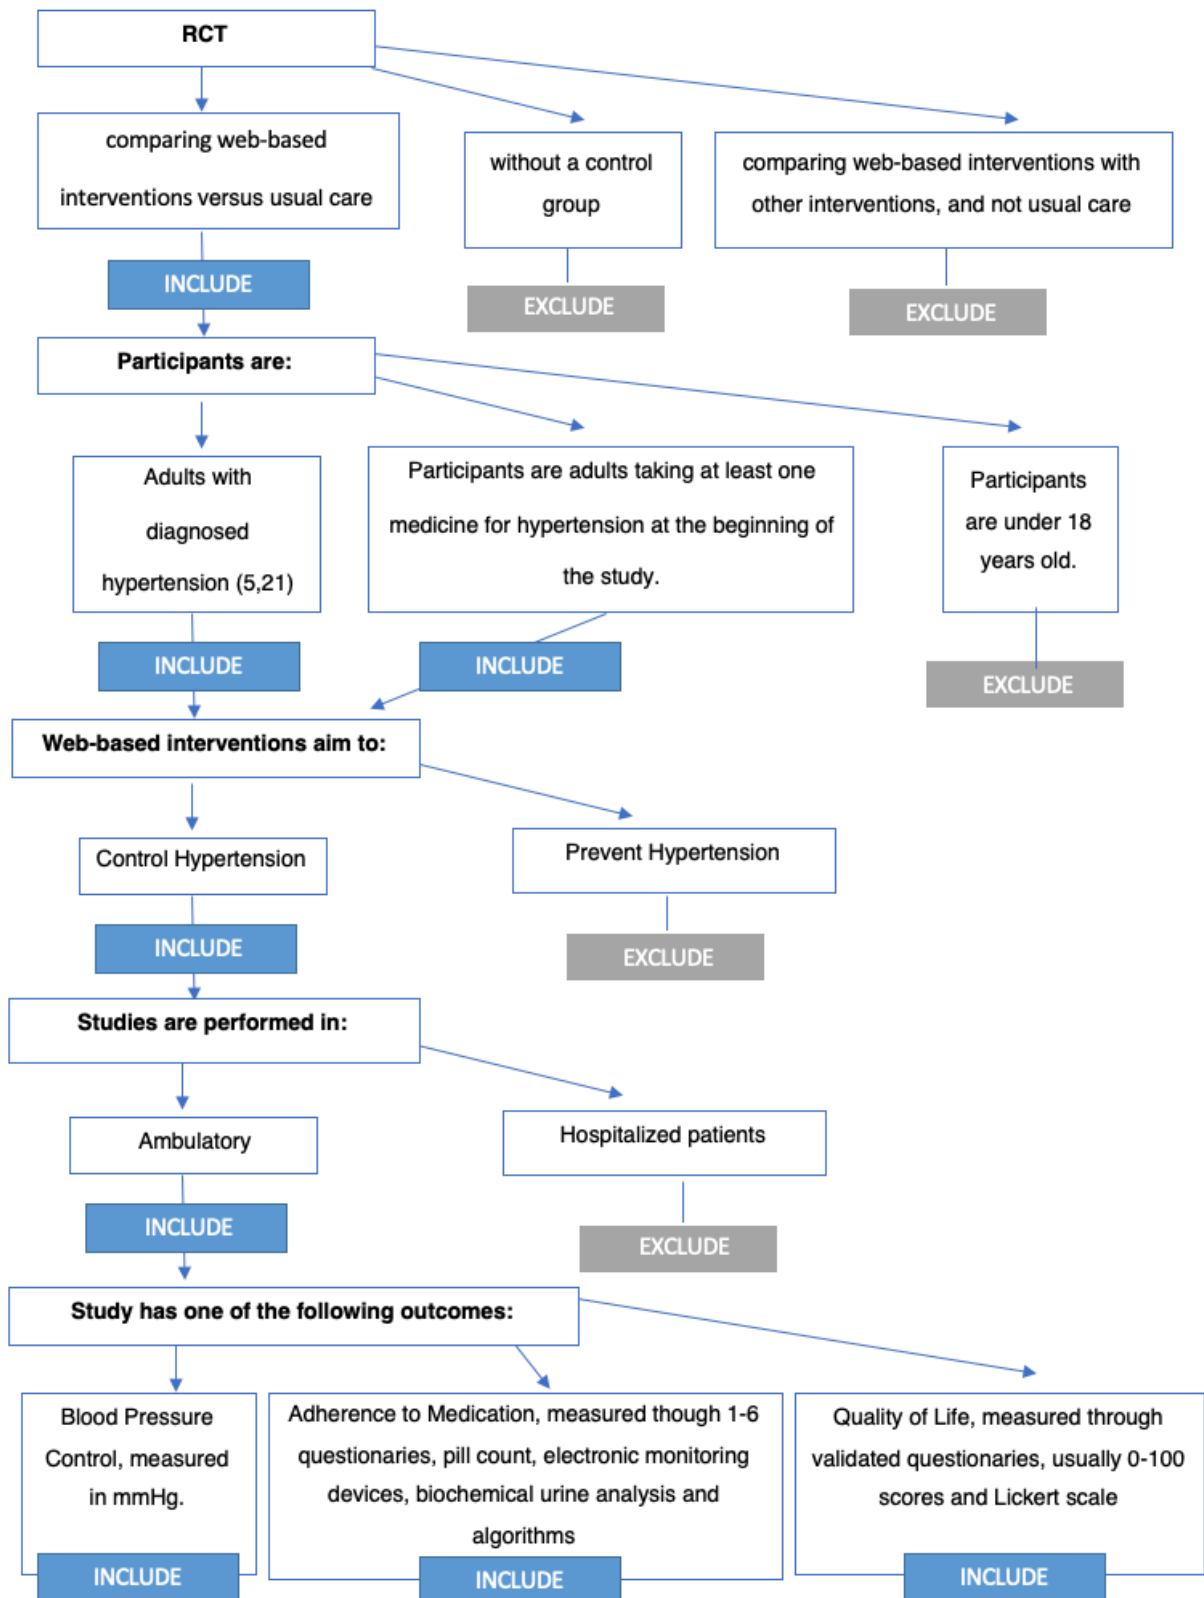 RCT
comparing web-based
interventions versus usual care
without a control
group
comparing web-based interventions with
other interventions, and not usual care
INCLUDE
EXCLUDE
EXCLUDE
Participants are:
Adults with
diagnosed
hypertension (5,21)
Participants are adults taking at least one
medicine for hypertension at the beginning of
the study.
Participants
are under 18
years old.
INCLUDE
INCLUDE
EXCLUDE
Web-based interventions aim to:
Control Hypertension
Prevent Hypertension
INCLUDE
EXCLUDE
Studies are performed in:
Ambulatory
Hospitalized patients
INCLUDE
EXCLUDE
Study has one of the following outcomes:
Blood Pressure
Control, measured
in mmHg.
Adherence to Medication, measured though 1-6
questionaries, pill count, electronic monitoring
devices, biochemical urine analysis and
algorithms
Quality of Life, measured through
validated questionaries, usually 0-100
scores and Lickert scale
INCLUDE
INCLUDE
INCLUDE